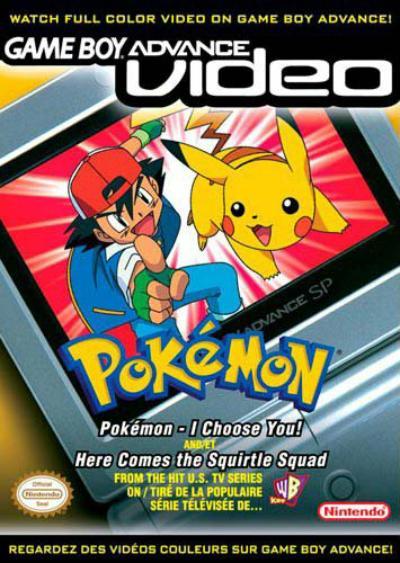 WATCH FULL COLOR VIDEO ON GAME BOY ADVANCE!
GAME BOY ADVANCE
Video
ADVANCE SP
POKéMON
Pokémon - I Choose You!
AND/ET
Here Comes the Squirtle Squad
FROM THE HIT U.S. TV SERIES
ON / TIRÉ DE LA POPULAIRE
SÉRIE TÉLÉVISÉE DE...
Kids WB
Official
Nintendo
Seal
Nintendo
REGARDEZ DES VIDÉOS COULEURS SUR GAME BOY ADVANCE!